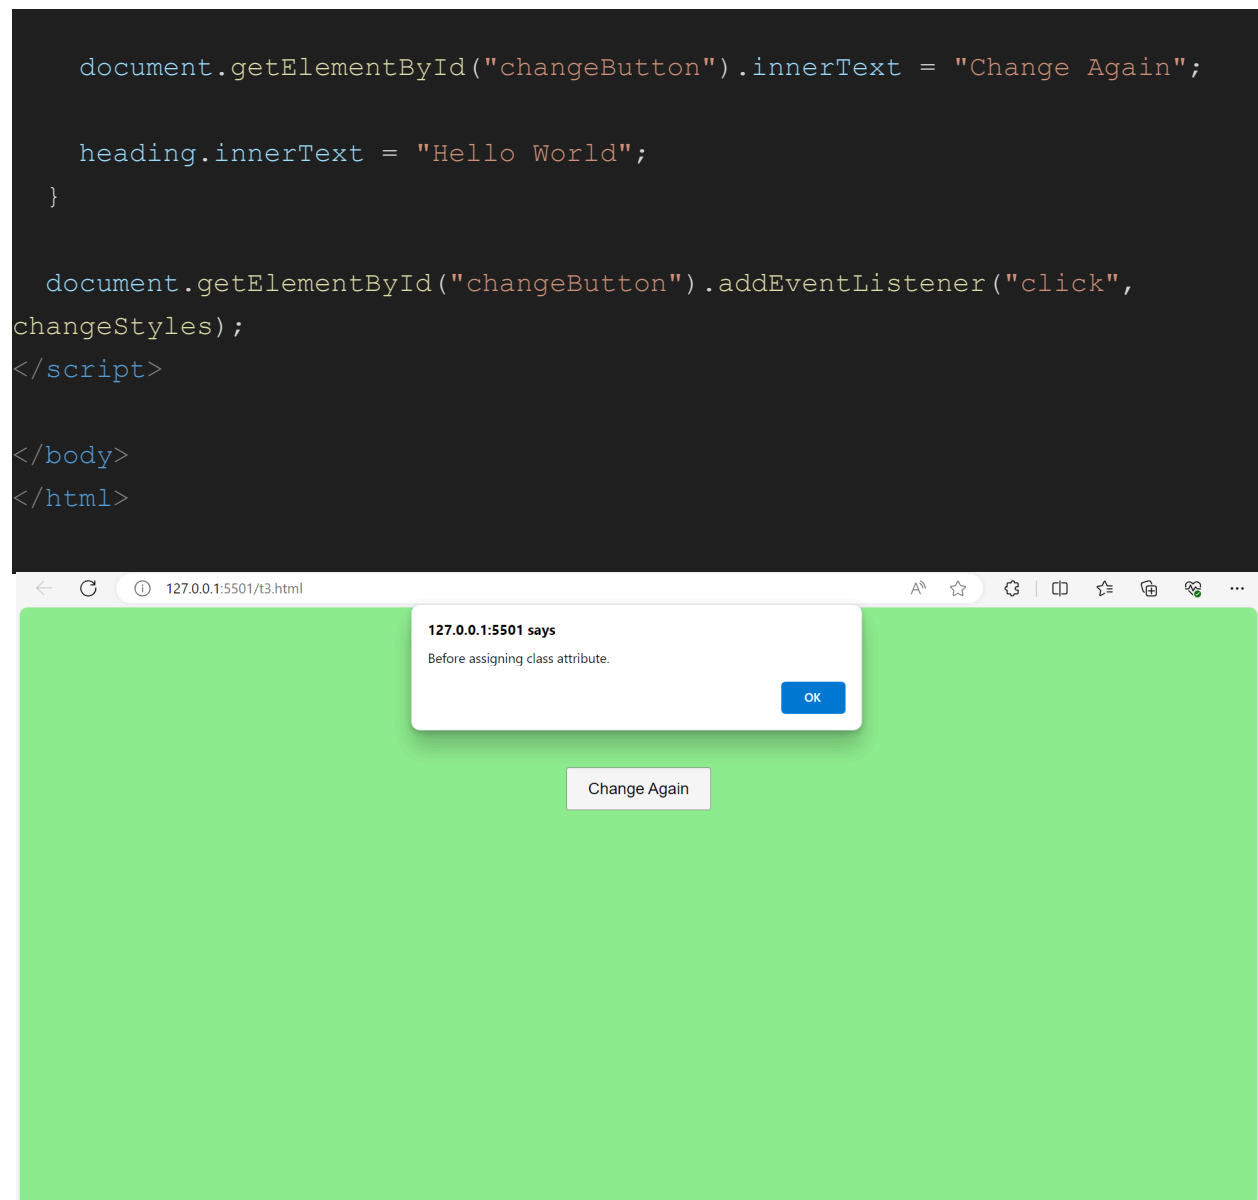 document.getElementById("changeButton").innerText = "Change Again";
heading.innerText = "Hello World";
}
document.getElementById("changeButton").addEventListener("click",
changeStyles);
</script>
</body>
</html>
127.0.0.1:5501/t3.html
127.0.0.1:5501 says
Before assigning class attribute.
OK
Change Again